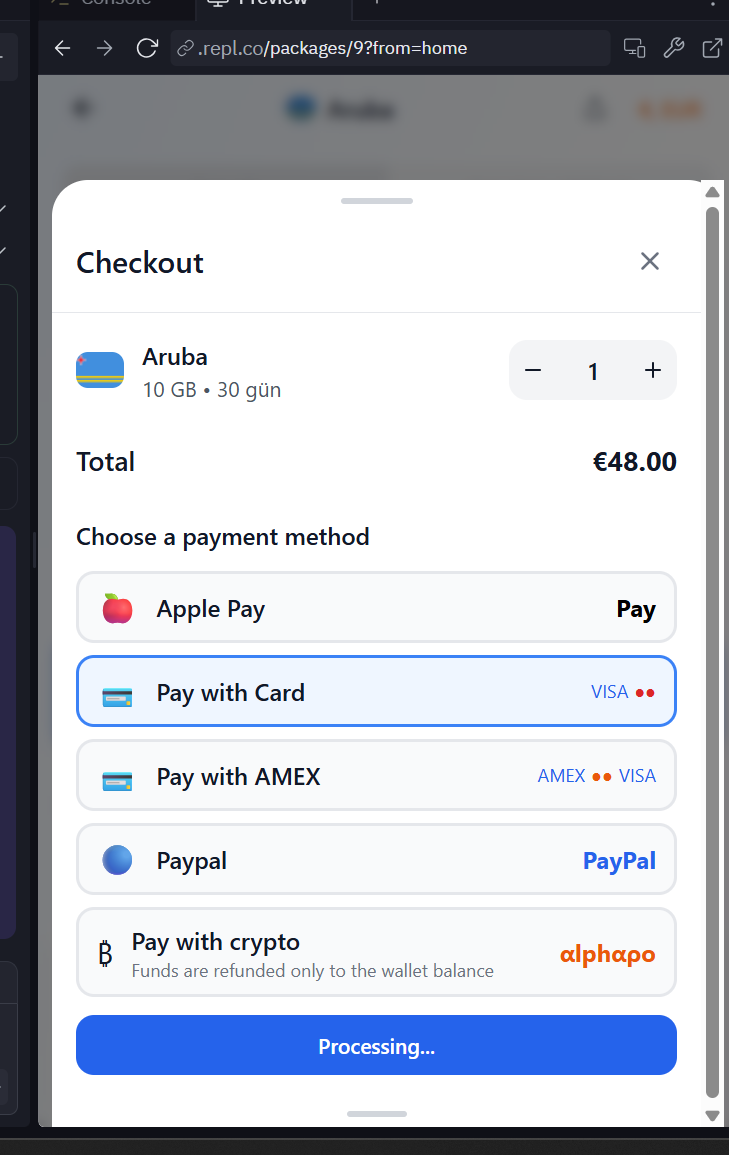 Console
Preview
.repl.co/packages/9?from=home
Aruba
Checkout
Aruba
10 GB • 30 gün
1
Total
€48.00
Choose a payment method
Apple Pay
Pay
Pay with Card
VISA
Pay with AMEX
AMEX
VISA
Paypal
PayPal
Pay with crypto
Funds are refunded only to the wallet balance
αlphαpo
Processing...